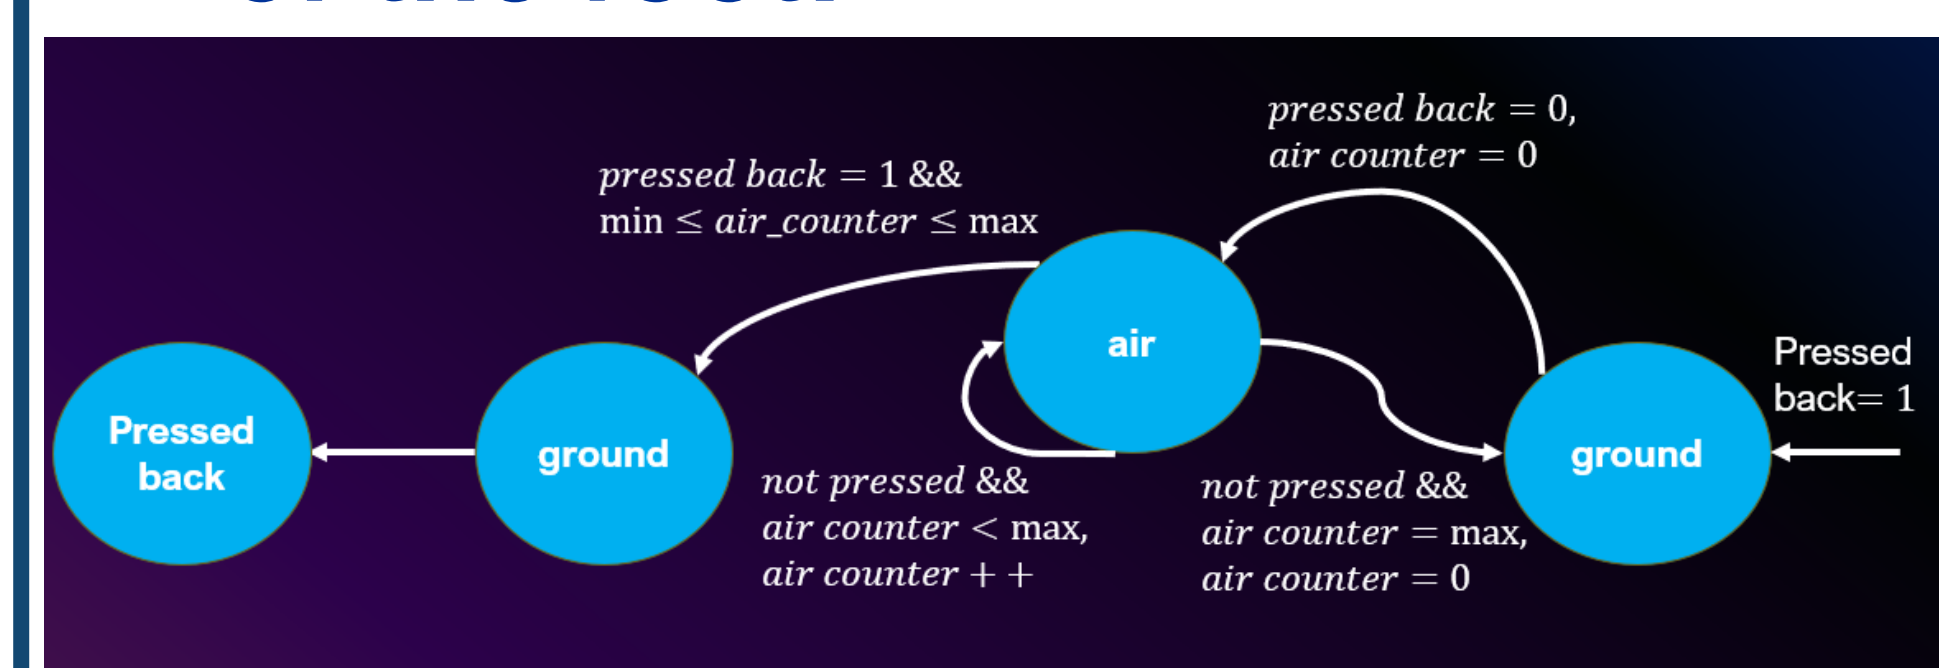 pressed back = 0,
air counter = 0
pressed back = 1 &&
min ≤ air_counter ≤ max
air
Pressed
back= 1
Pressed
back
ground
ground
not pressed &&
air counter < max,
air counter + +
not pressed &&
air counter = max,
air counter = 0